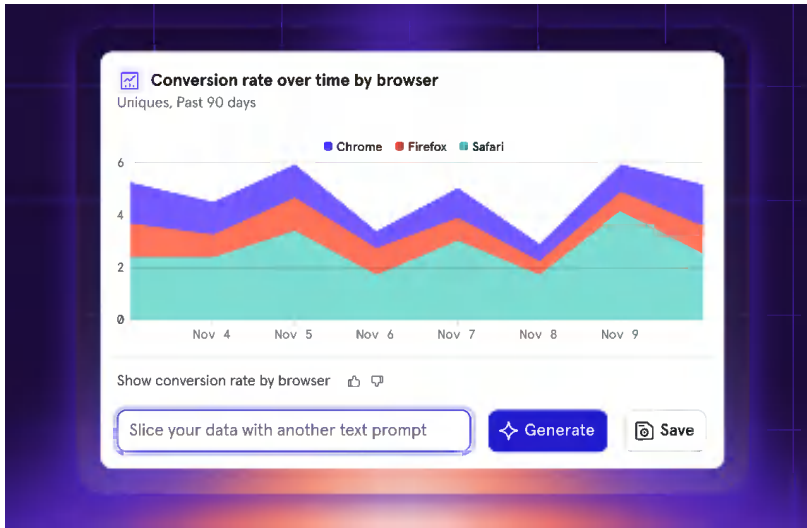 Conversion rate over time by browser
Uniques, Past 90 days
Chrome Firefox Safari
6
4
2
0
Nov 4 Nov 5 Nov 6 Nov 7 Nov 8 Nov 9
Show conversion rate by browser
Slice your data with another text prompt Generate Save